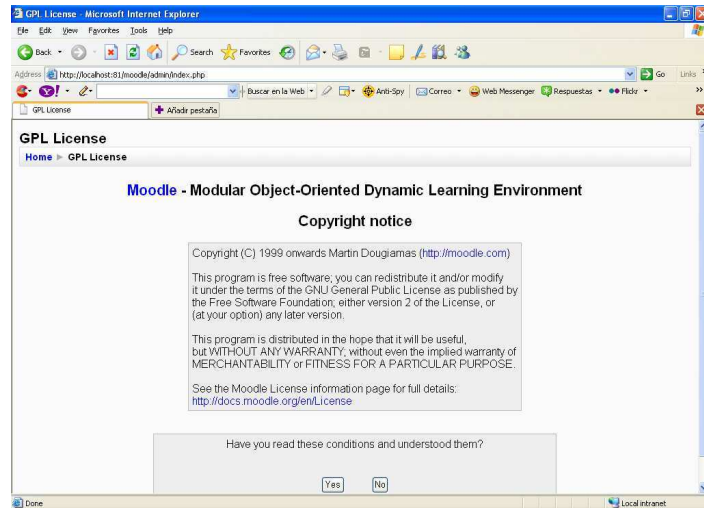 GPL License - Microsoft Internet Explorer
File Edit View Favorites Tools Help
Back Search Favorites
Address http://localhost:81/moodle/admin/index.php Go Links
Buscar en la Web Anti-Spy Correo Web Messenger Respuestas Flickr
GPL License Añadir pestaña
GPL License
Home ► GPL License
Moodle - Modular Object-Oriented Dynamic Learning Environment
Copyright notice
Copyright (C) 1999 onwards Martin Dougiamas (http://moodle.com)
This program is free software; you can redistribute it and/or modify
it under the terms of the GNU General Public License as published by
the Free Software Foundation; either version 2 of the License, or
(at your option) any later version.
This program is distributed in the hope that it will be useful,
but WITHOUT ANY WARRANTY; without even the implied warranty of
MERCHANTABILITY or FITNESS FOR A PARTICULAR PURPOSE.
See the Moodle License information page for full details:
http://docs.moodle.org/en/License
Have you read these conditions and understood them?
Yes No
Done Local intranet